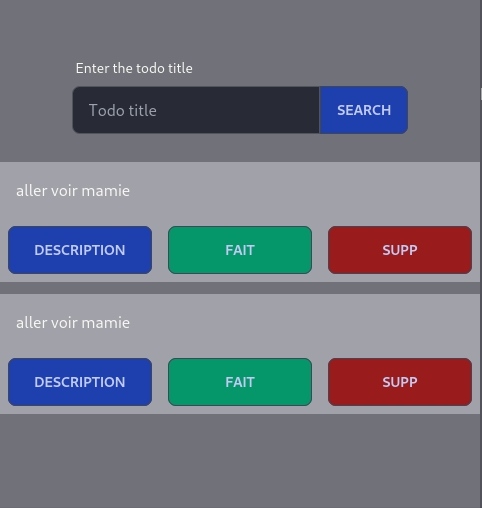 Enter the todo title
Todo title SEARCH
aller voir mamie
DESCRIPTION FAIT SUPP
aller voir mamie
DESCRIPTION FAIT SUPP